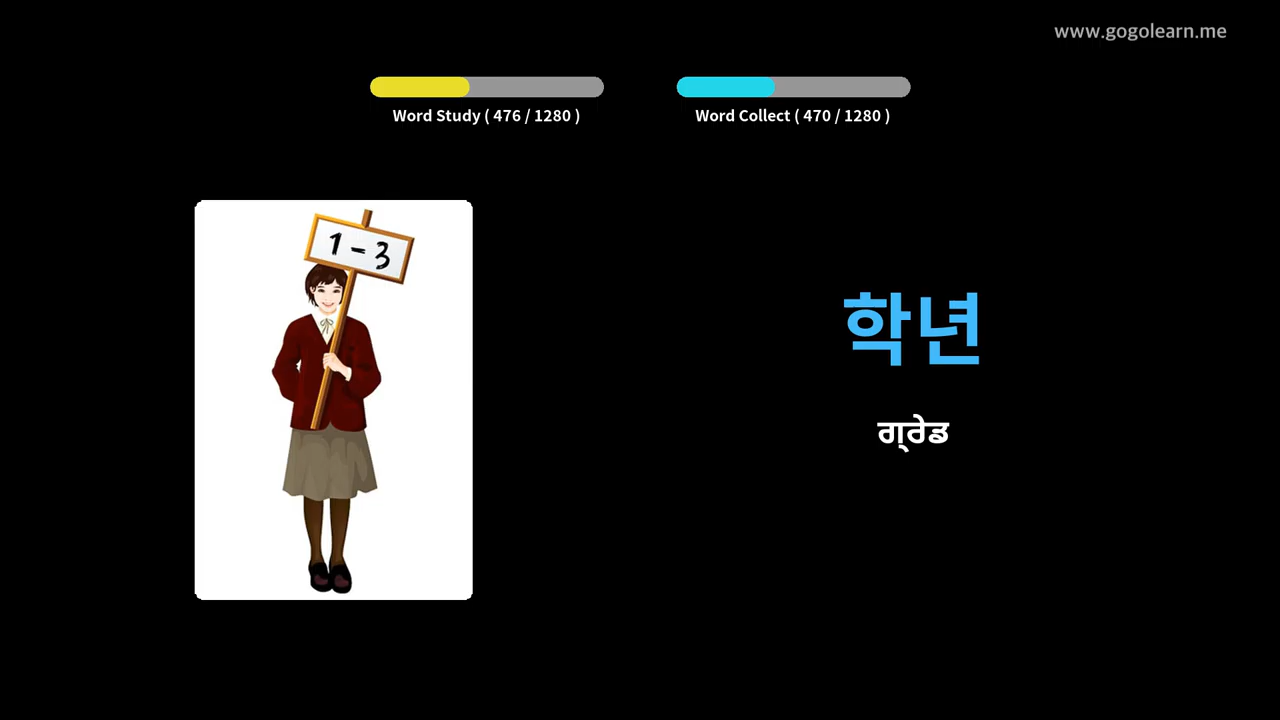 www.gogolearn.me
Word Study ( 476 / 1280 )
Word Collect ( 470 / 1280 )
1 - 3
학년
ਗ੍ਰੇਡ